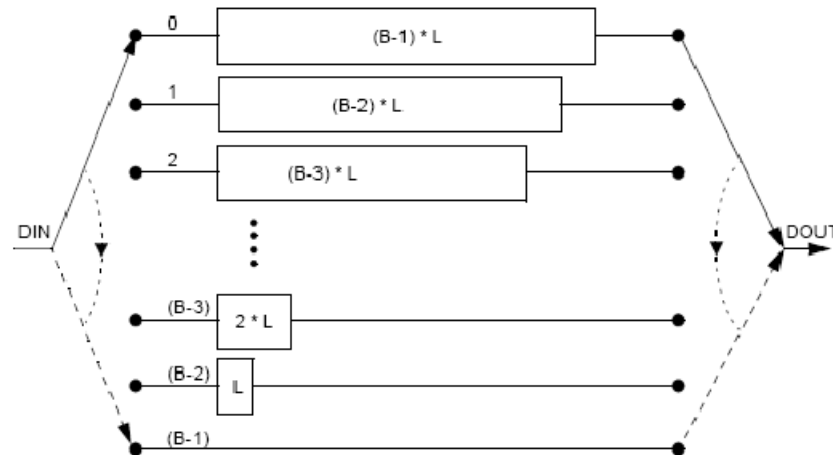 0
(B-1) * L
1
(B-2) * L
2
(B-3) * L
DIN
DOUT
(B-3)
2 * L
(B-2)
L
(B-1)